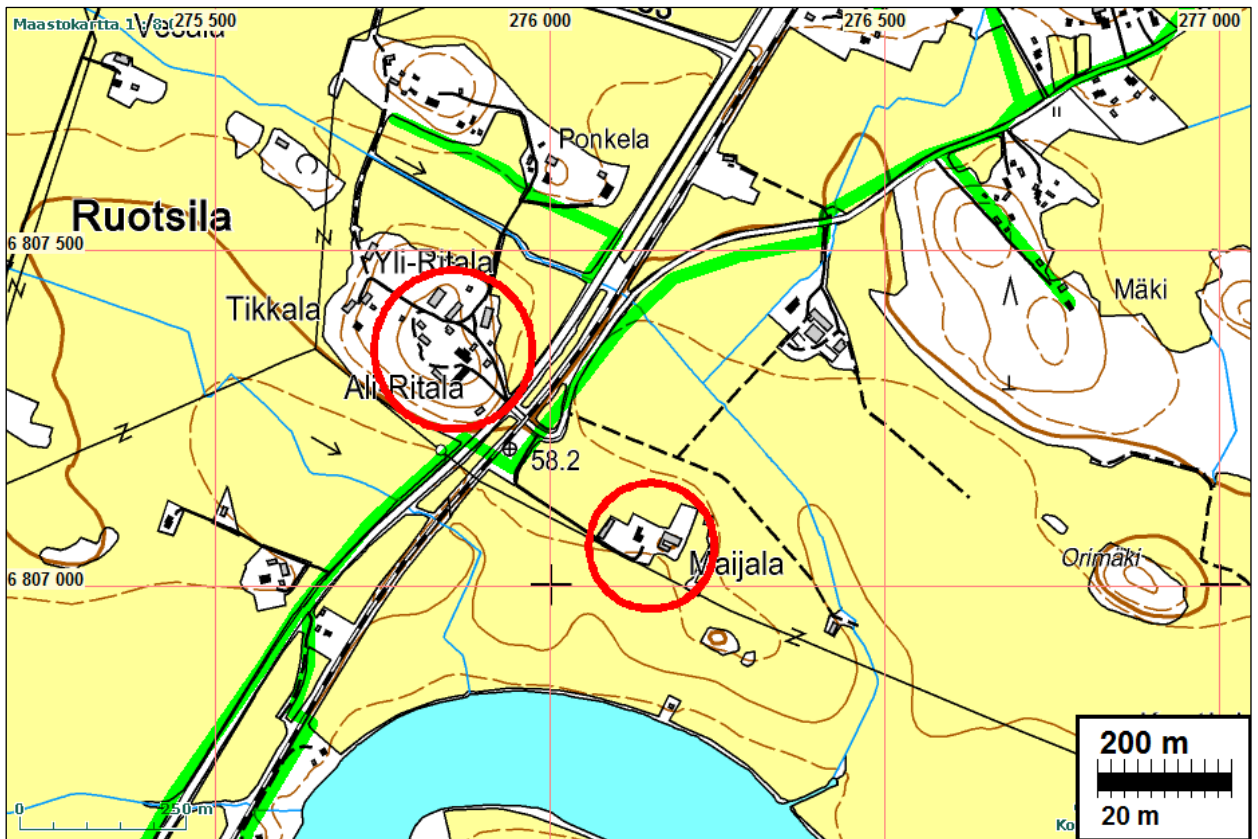 Maastokartta 1 : 8
275 500
276 000
276 500
277 000
Ponkela
Ruotsila
6 807 500
Yli-Ritala
Tikkala
Mäki
Ali-Ritala
58.2
6 807 000
Maijala
Orimäki
200 m
20 m
0
250 m
Ko